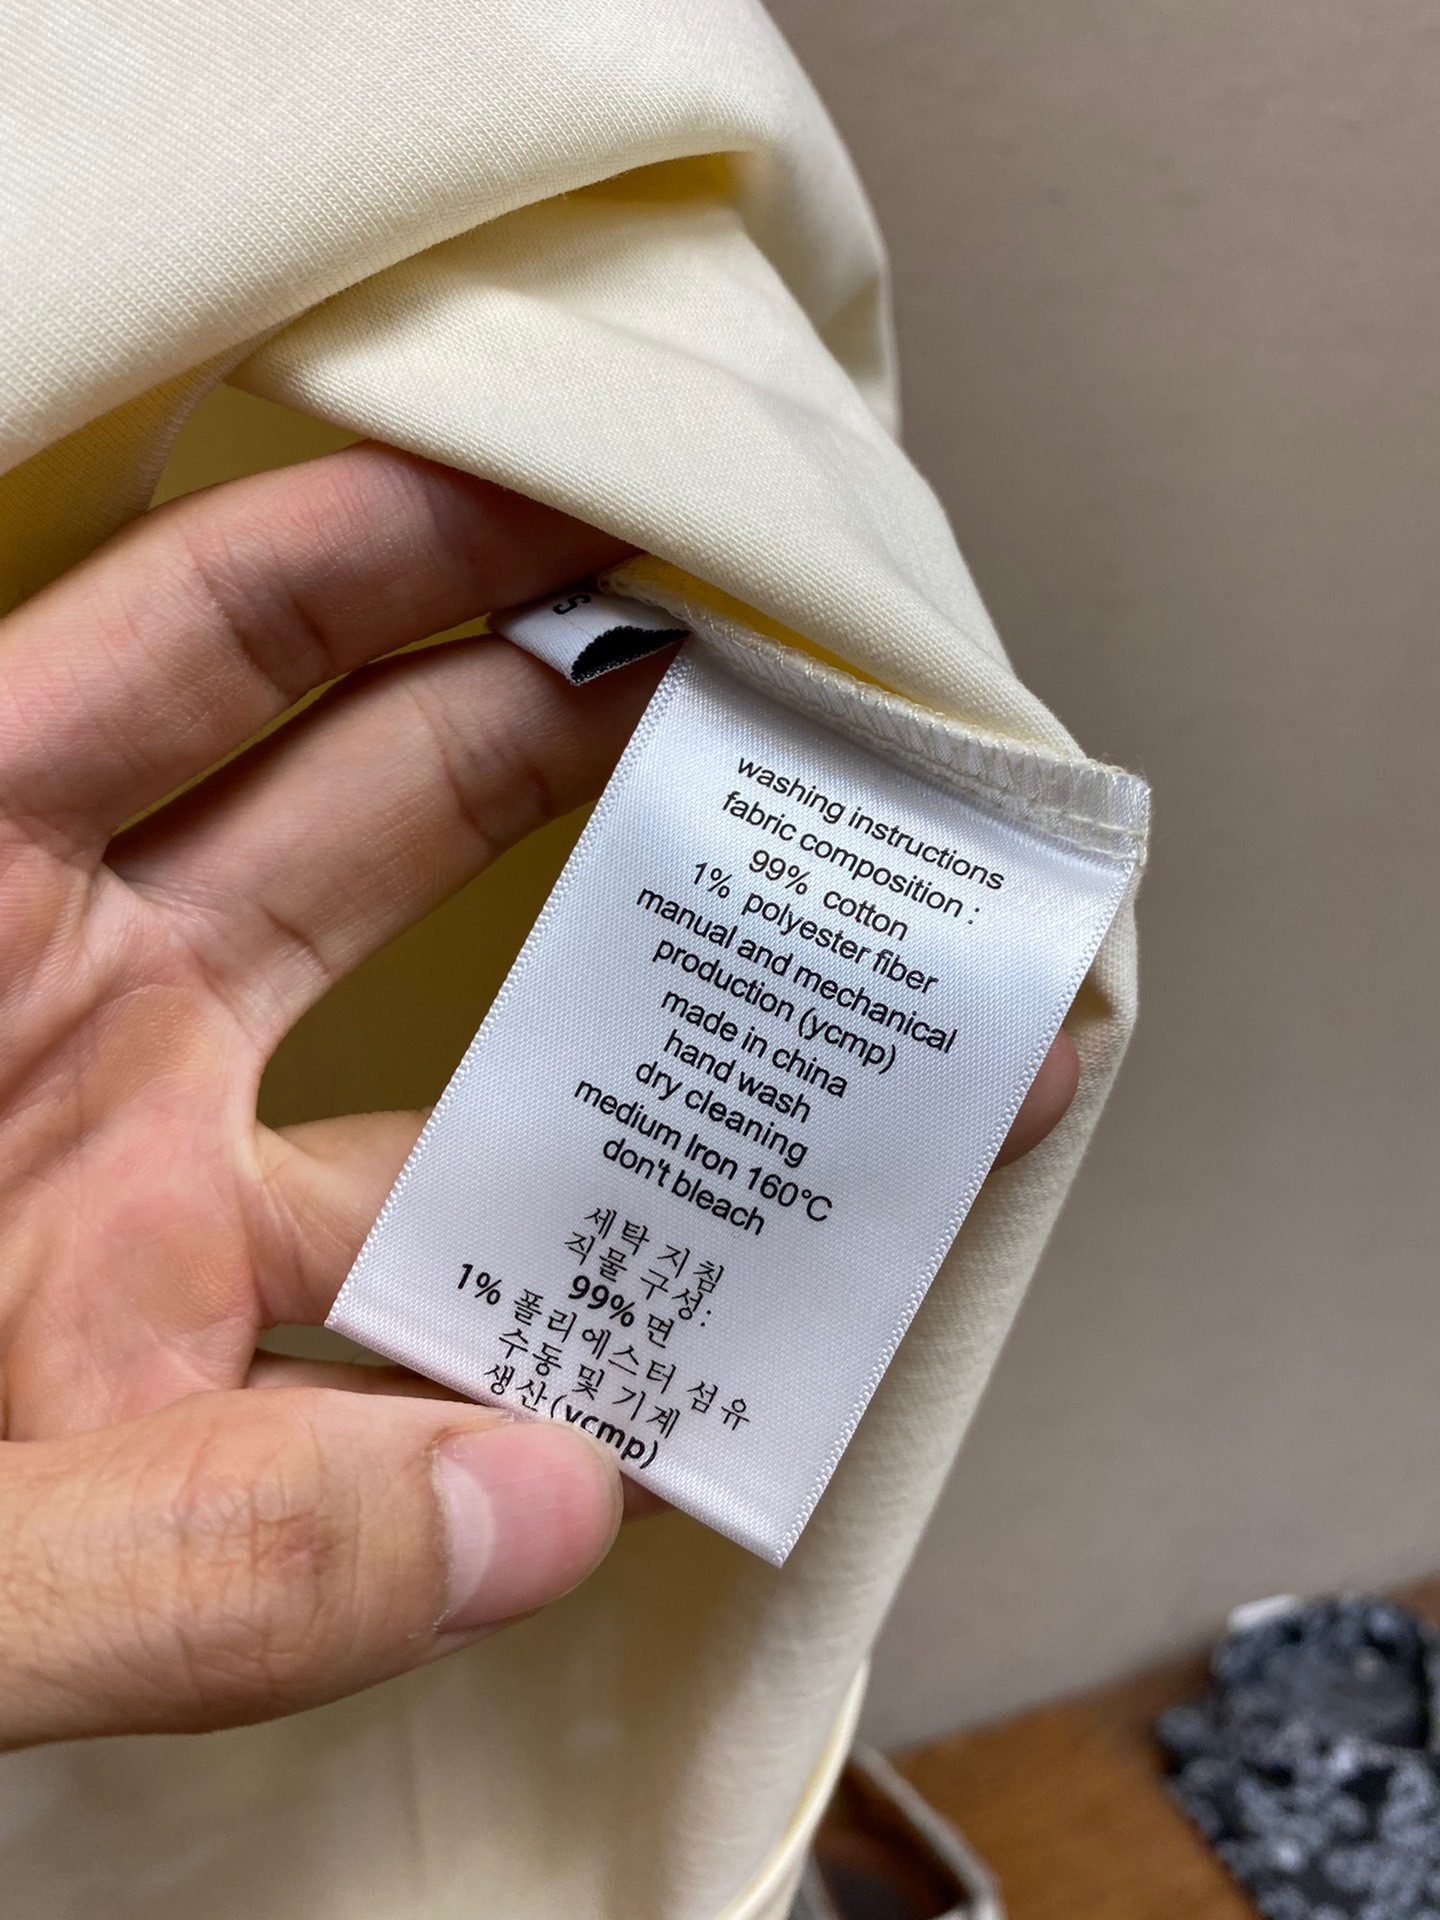 S
washing instructions
fabric composition :
99% cotton
1% polyester fiber
manual and mechanical
production (ycmp)
made in china
hand wash
dry cleaning
medium Iron 160°C
don't bleach
세탁 지침
직물 구성:
99% 면
1% 폴리에스터 섬유
수동 및 기계
생산(ycmp)